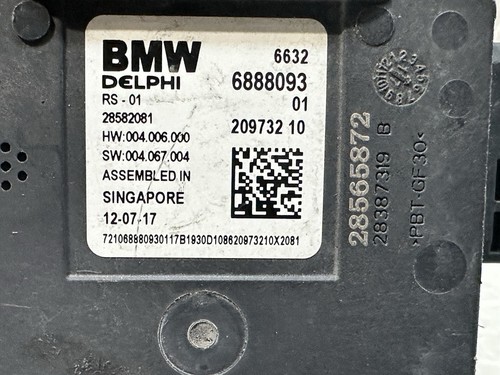 BMW 6632
DELPHI 6888093
RS - 01 01
28582081 209732 10
HW:004.006.000
SW:004.067.004
ASSEMBLED IN
SINGAPORE
12-07-17
721068880930117B1930D108620973210X2081
28565872
28387319 B
>PBT-GF30<